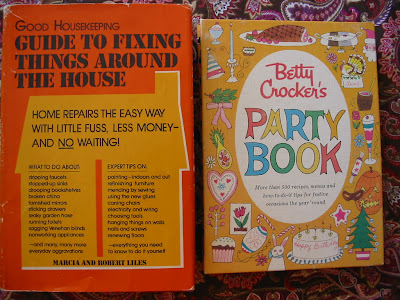 Good Housekeeping
GUIDE TO FIXING
THINGS AROUND
THE HOUSE
HOME REPAIRS THE EASY WAY
WITH LITTLE FUSS, LESS MONEY–
AND NO WAITING!
WHAT TO DO ABOUT:
dripping faucets
stopped-up sinks
drooping bookshelves
broken china
tarnished mirrors
sticking drawers
leaky garden hose
running toilets
sagging Venetian blinds
nonworking appliances
–and many, many more
everyday aggravations
EXPERT TIPS ON:
painting–indoors and out
refinishing furniture
mending by sewing
using the new glues
caning chairs
electricity and wiring
choosing tools
hanging things on walls
nails and screws
renewing floors
–everything you need
to know to do it yourself
MARCIA AND ROBERT LILES
Betty
Crocker's
PARTY
BOOK
More than 500 recipes, menus and
how-to-do-it tips for festive
occasions the year 'round.
Happy Birthday